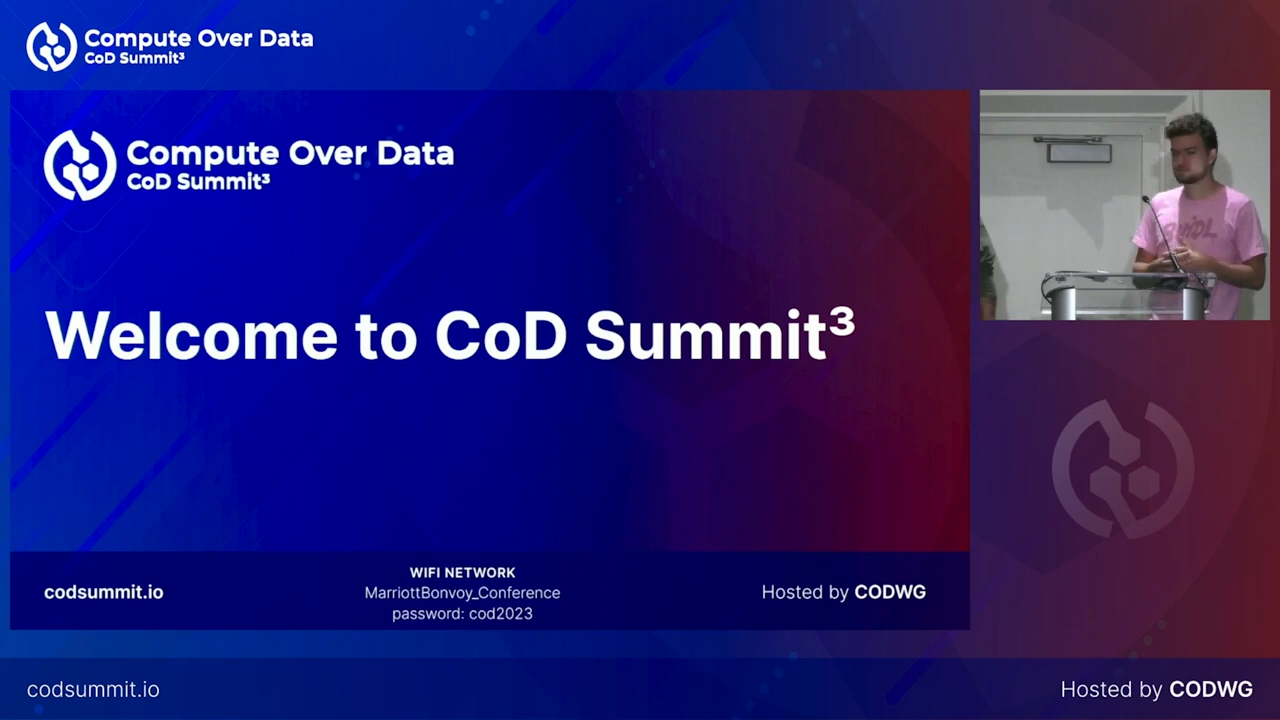 Compute Over Data
CoD Summit³
Compute Over Data
CoD Summit³
Welcome to CoD Summit³
codsummit.io
WIFI NETWORK
MarriottBonvoy_Conference
password: cod2023
Hosted by CODWG
codsummit.io
Hosted by CODWG